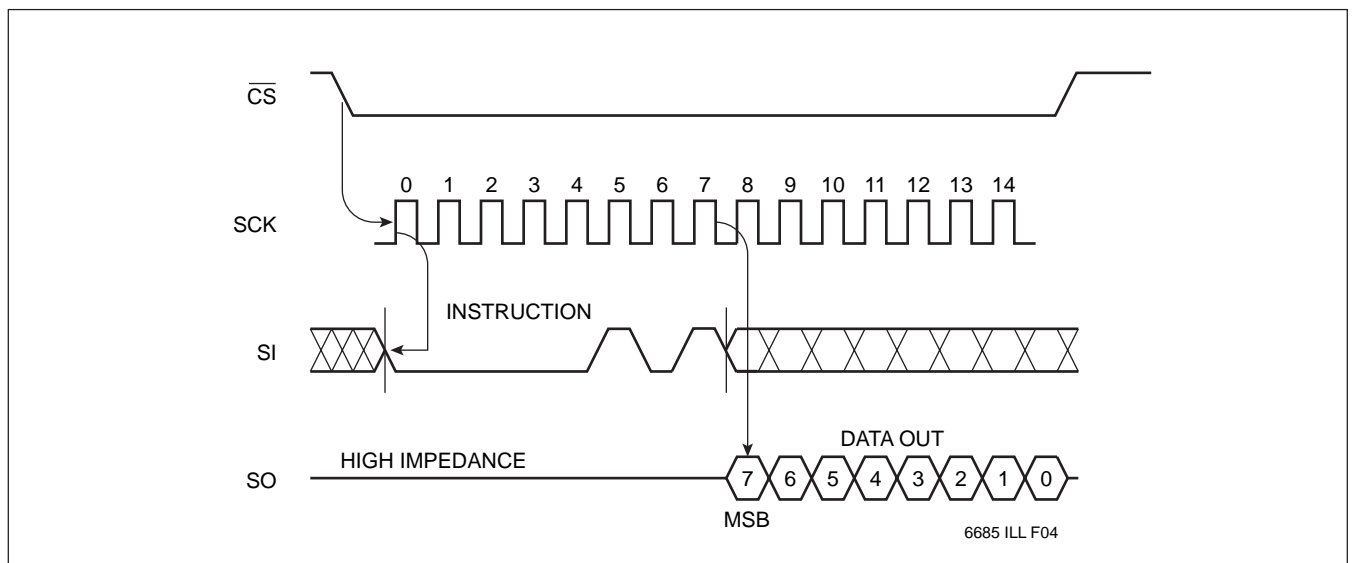 C̅S̅
0 1 2 3 4 5 6 7 8 9 10 11 12 13 14
SCK
INSTRUCTION
SI
DATA OUT
HIGH IMPEDANCE
SO
7 6 5 4 3 2 1 0
MSB
6685 ILL F04